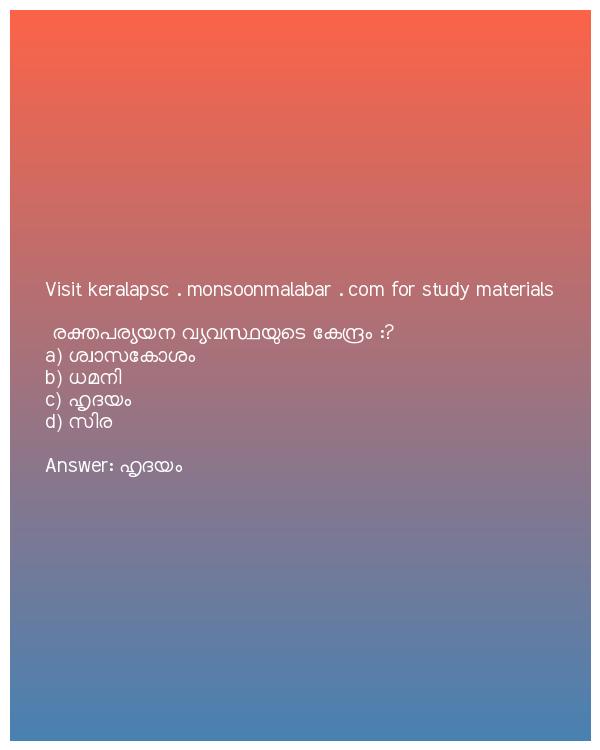 Visit keralapsc . monsoonmalabar . com for study materials
രക്തപര്യയന വ്യവസ്ഥയുടെ കേന്ദ്രം :?
a) ശ്വാസകോശം
b) ധമനി
c) ഹൃദയം
d) സിര
Answer: ഹൃദയം